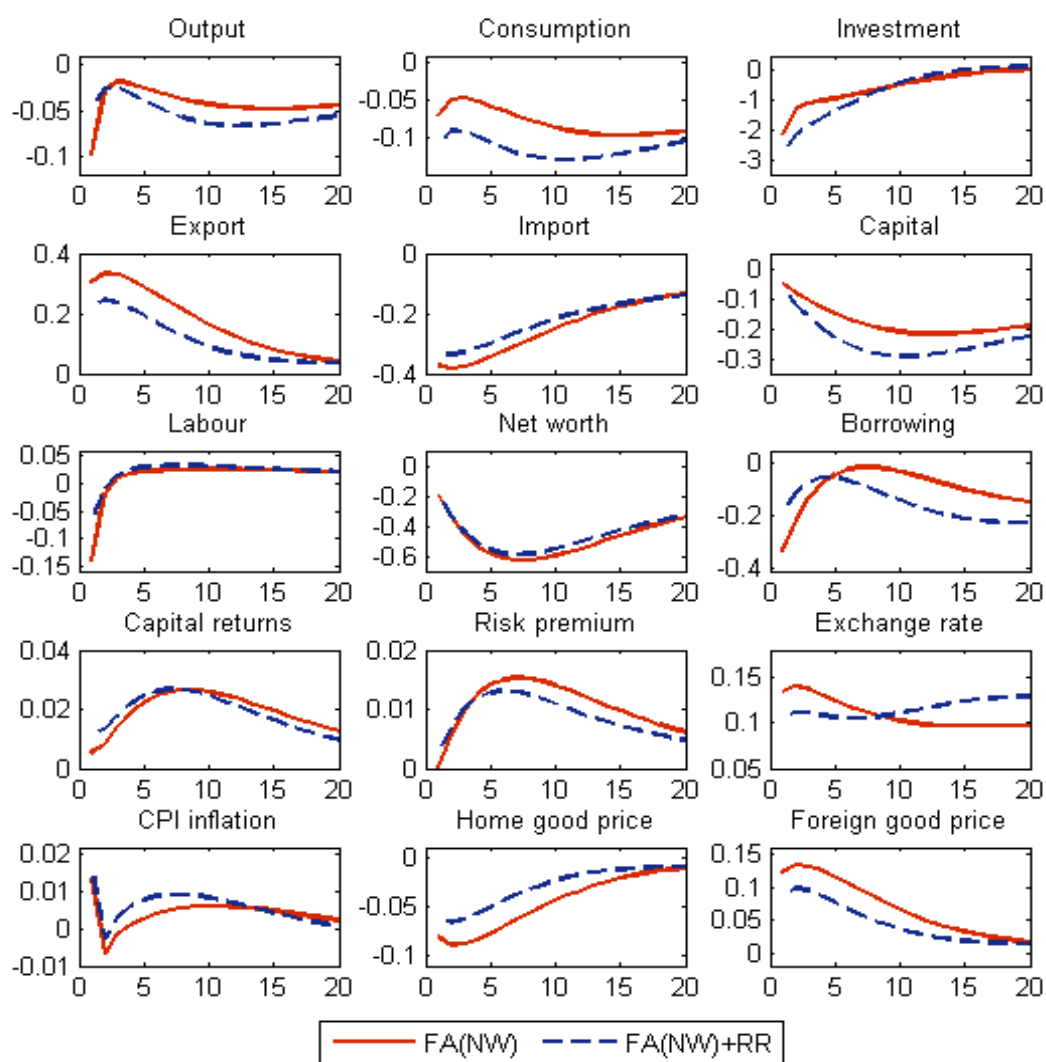 Output Consumption Investment
0 0 0
-0.05 -0.05 -1
-0.1 -0.1 -2
-3
0 5 10 15 20 0 5 10 15 20 0 5 10 15 20
Export Import Capital
0.4 0 0
0.2 -0.2 -0.1
-0.2
0 -0.4 -0.3
0 5 10 15 20 0 5 10 15 20 0 5 10 15 20
Labour Net worth Borrowing
0.05 0 0
0 -0.2
-0.05 -0.4 -0.2
-0.1
-0.15 -0.6 -0.4
0 5 10 15 20 0 5 10 15 20 0 5 10 15 20
Capital returns Risk premium Exchange rate
0.04 0.02 0.15
0.02 0.01 0.1
0 0 0.05
0 5 10 15 20 0 5 10 15 20 0 5 10 15 20
CPI inflation Home good price Foreign good price
0.02 0 0.15
0.01 0.1
0 -0.05 0.05
-0.01 -0.1 0
0 5 10 15 20 0 5 10 15 20 0 5 10 15 20
FA(NW) FA(NW)+RR